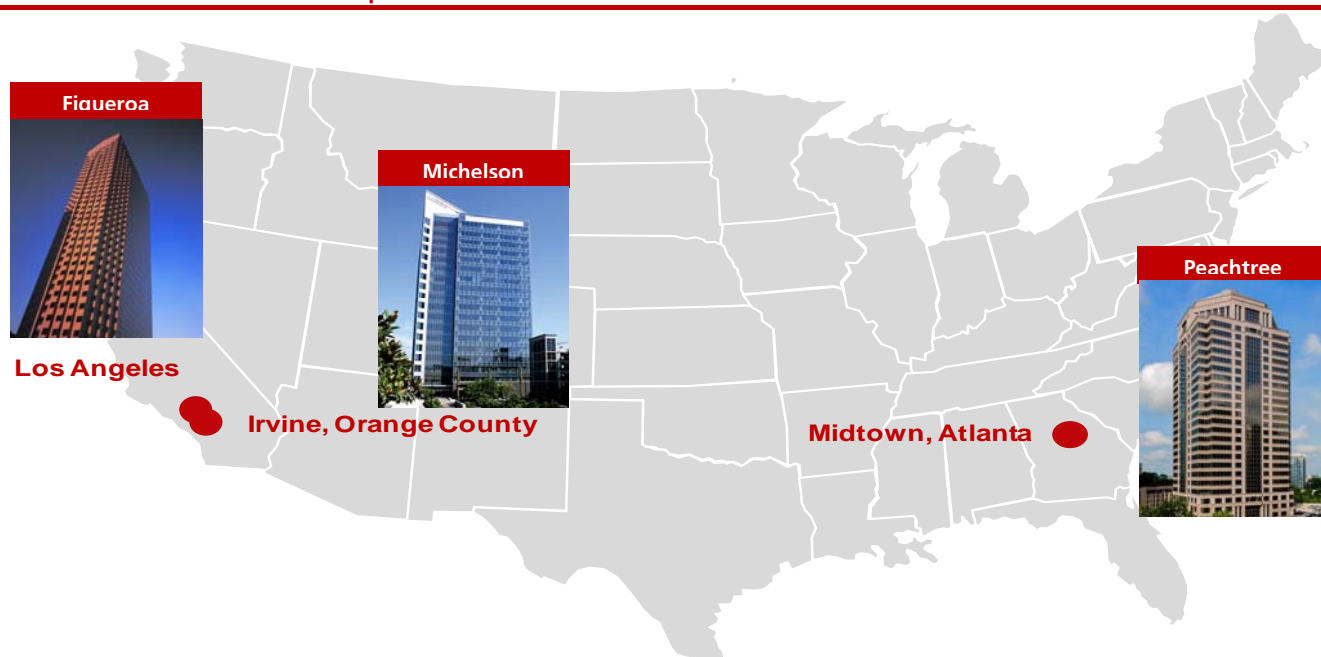 Figueroa
Michelson
Peachtree
Los Angeles
Irvine, Orange County
Midtown, Atlanta